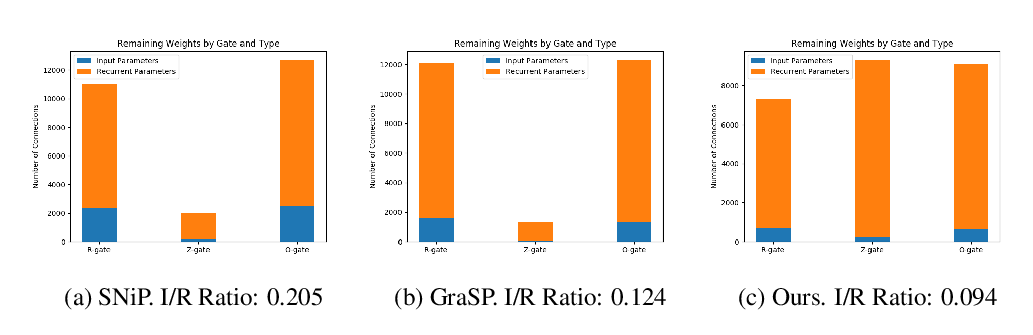 Remaining Weights by Gate and Type
Input Parameters
Recurrent Parameters
Number of Connections
12000
10000
8000
6000
4000
2000
0
R-gate
Z-gate
O-gate
(a) SNiP. I/R Ratio: 0.205
Remaining Weights by Gate and Type
Input Parameters
Recurrent Parameters
Number of Connections
12000
10000
8000
6000
4000
2000
0
R-gate
Z-gate
O-gate
(b) GraSP. I/R Ratio: 0.124
Remaining Weights by Gate and Type
Input Parameters
Recurrent Parameters
Number of Connections
8000
6000
4000
2000
0
R-gate
Z-gate
O-gate
(c) Ours. I/R Ratio: 0.094